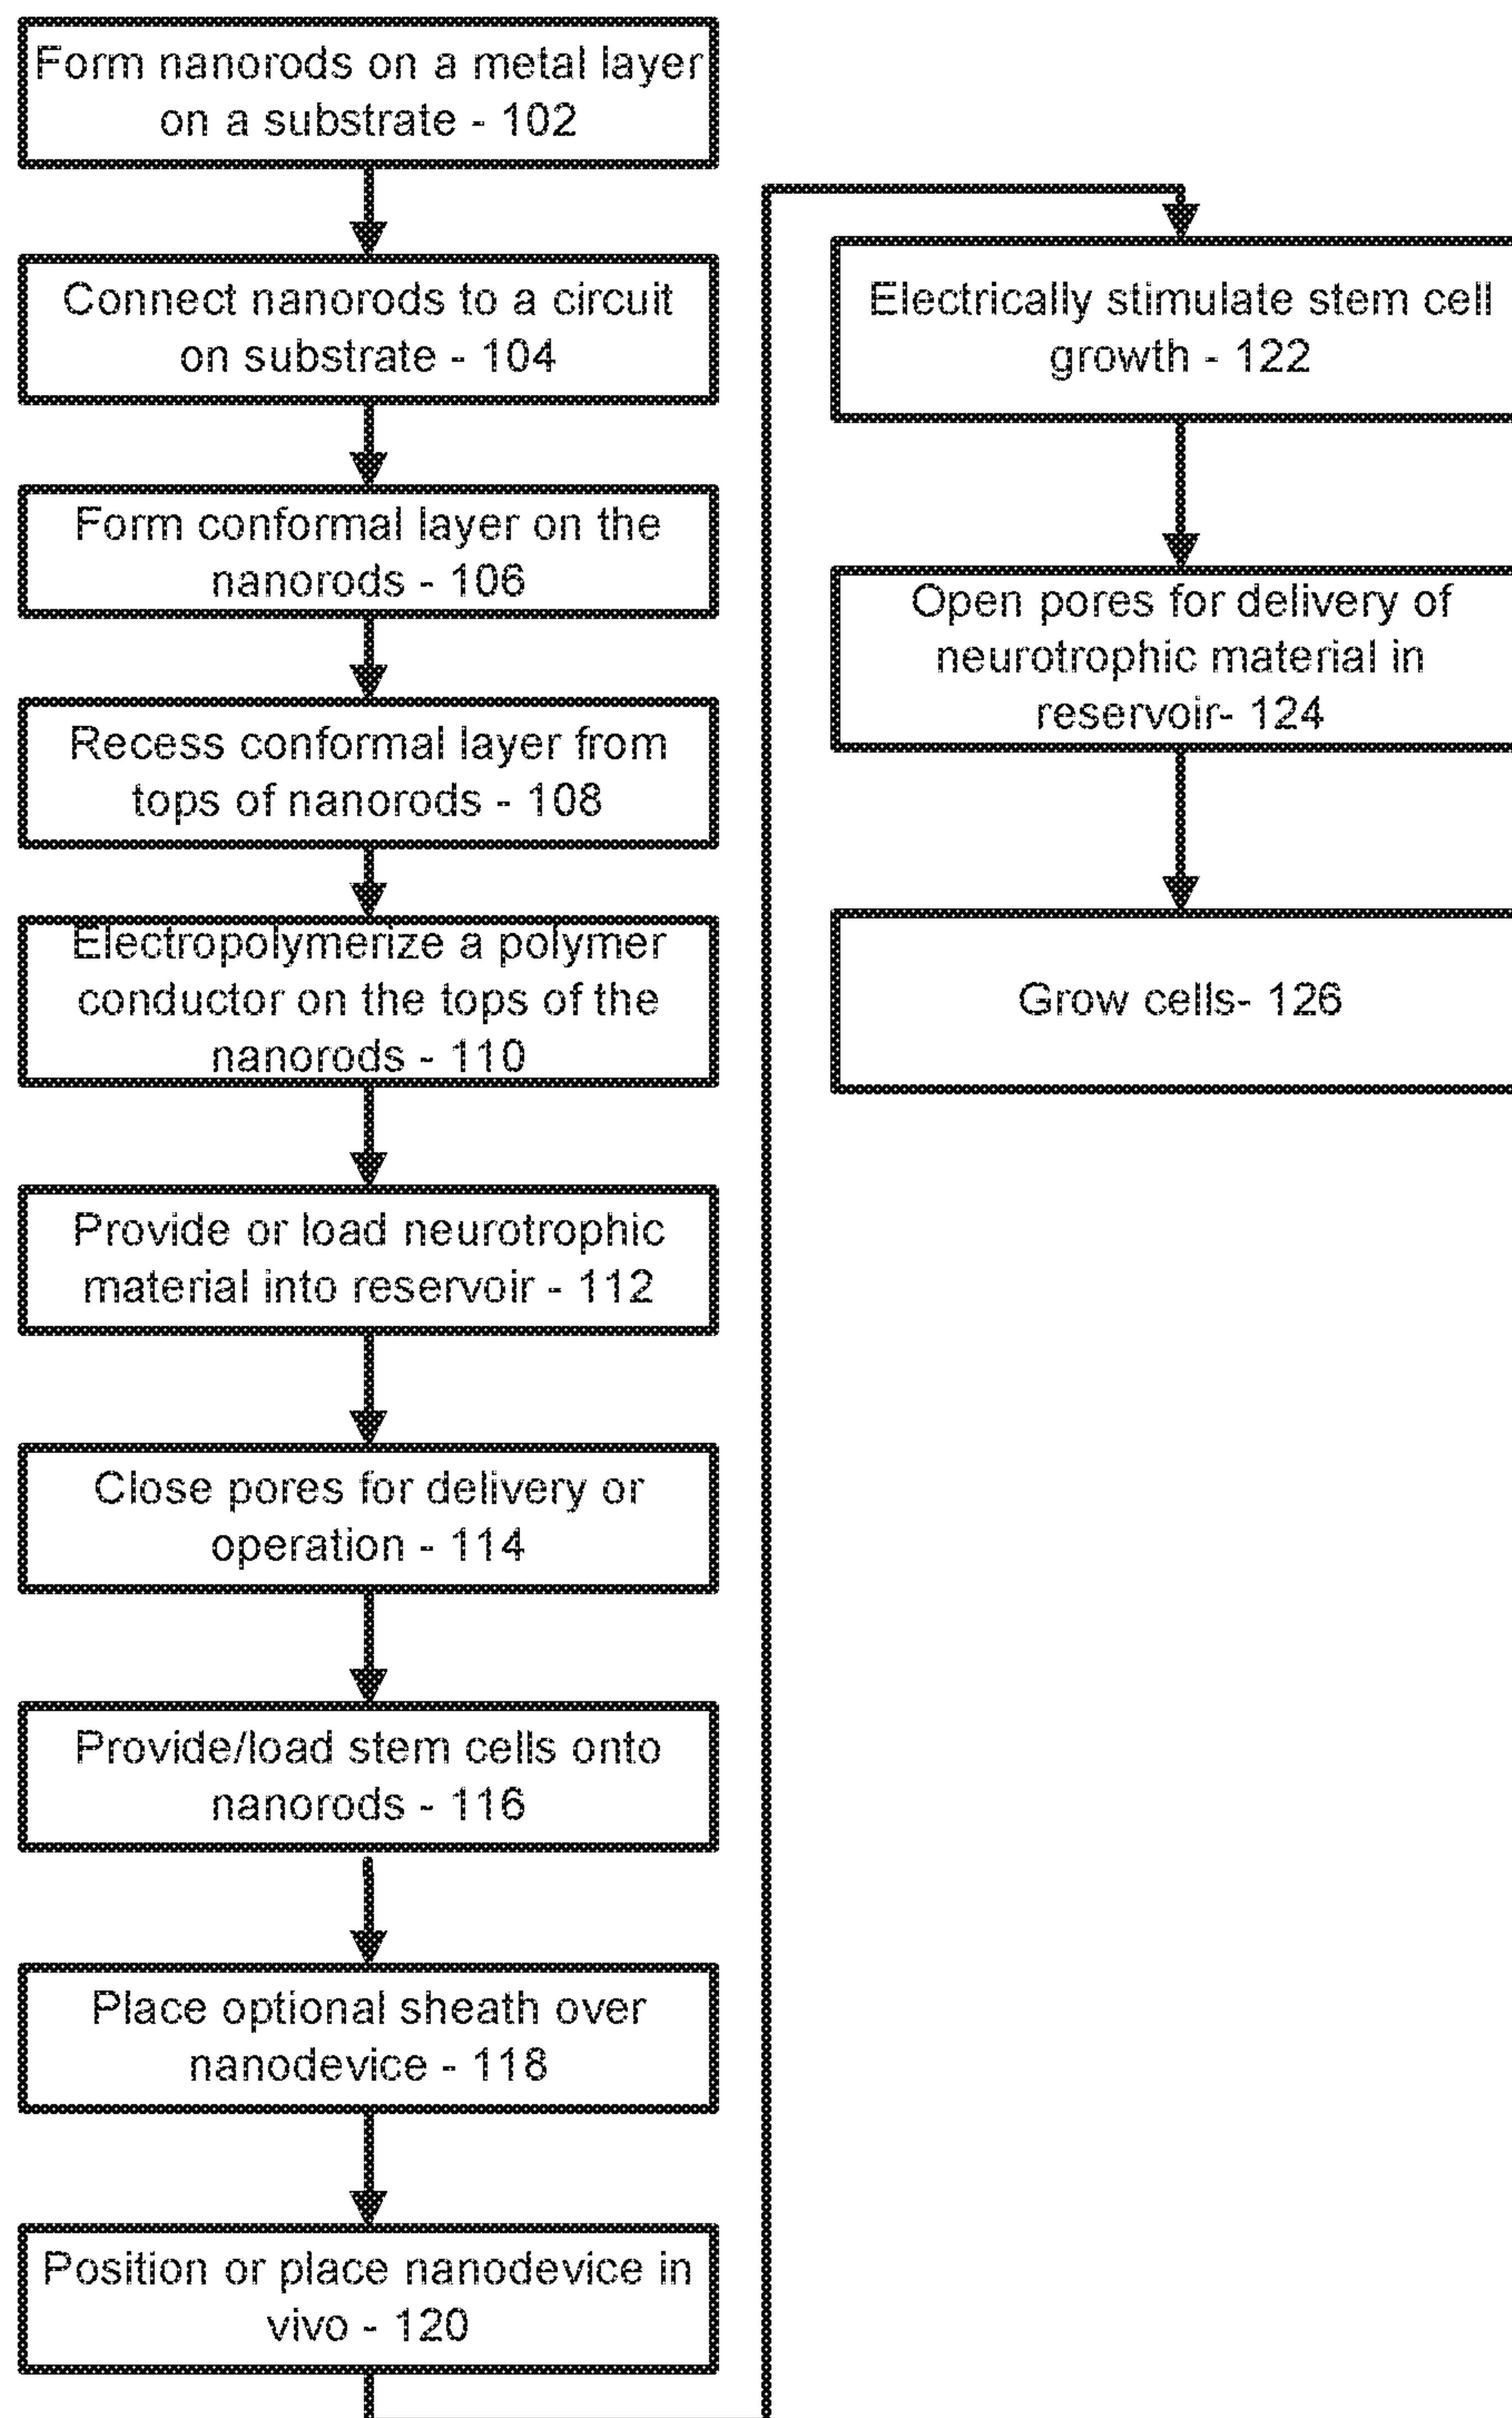 Form nanorods on a metal layer
on a substrate - 102
Connect nanorods to a circuit
on substrate - 104
Form conformal layer on the
nanorods - 106
Recess conformal layer from
tops of nanorods - 108
Electropolymerize a polymer
conductor on the tops of the
nanorods - 110
Provide or load neurotrophic
material into reservoir - 112
Close pores for delivery or
operation - 114
Provide/load stem cells onto
nanorods - 116
Place optional sheath over
nanodevice - 118
Position or place nanodevice in
vivo - 120
Electrically stimulate stem cell
growth - 122
Open pores for delivery of
neurotrophic material in
reservoir- 124
Grow cells- 126